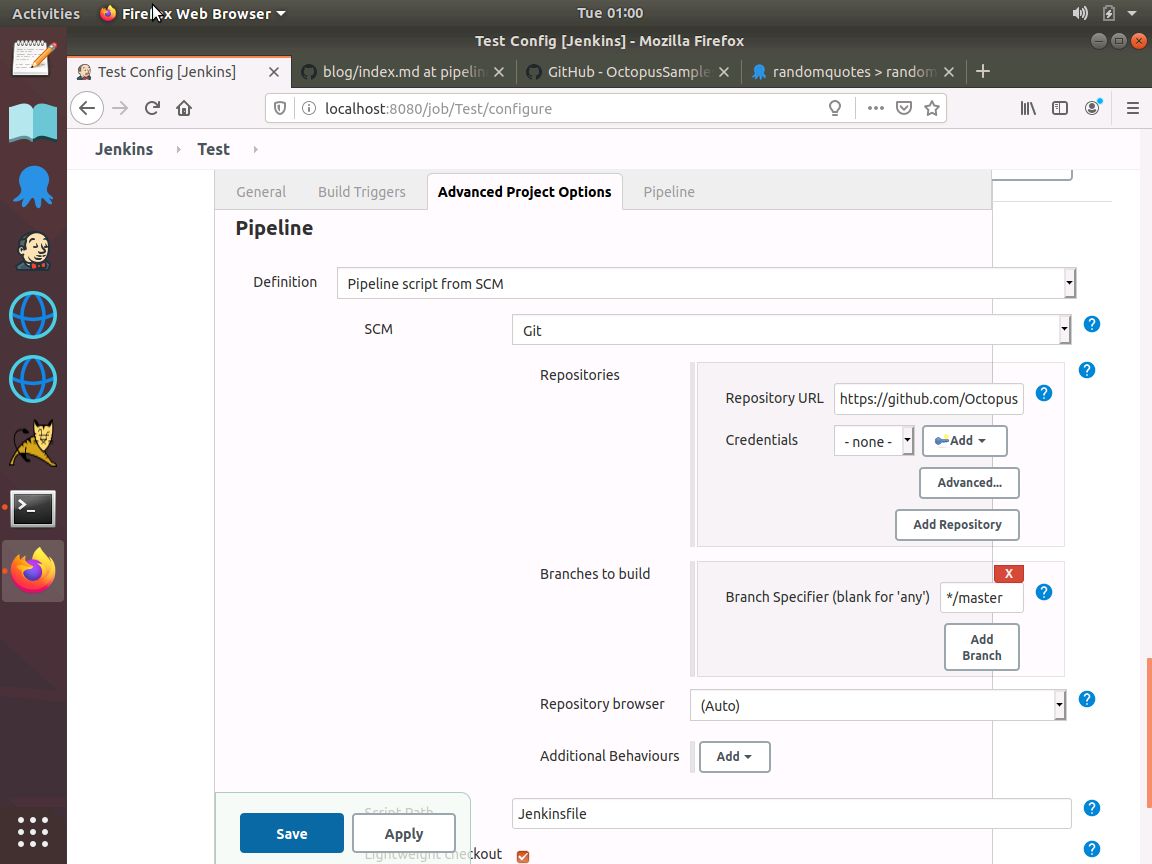 Activities Firefox Web Browser Tue 01:00
Test Config [Jenkins] - Mozilla Firefox
Test Config [Jenkins] blog/index.md at pipelin GitHub - OctopusSample randomquotes > random
localhost:8080/job/Test/configure
Jenkins Test
General Build Triggers Advanced Project Options Pipeline
Pipeline
Definition Pipeline script from SCM
SCM Git
Repositories
Repository URL https://github.com/Octopus
Credentials - none - Add
Advanced...
Add Repository
Branches to build X
Branch Specifier (blank for 'any') */master
Add
Branch
Repository browser (Auto)
Additional Behaviours Add
Script Path Jenkinsfile
Save Apply
Lightweight checkout